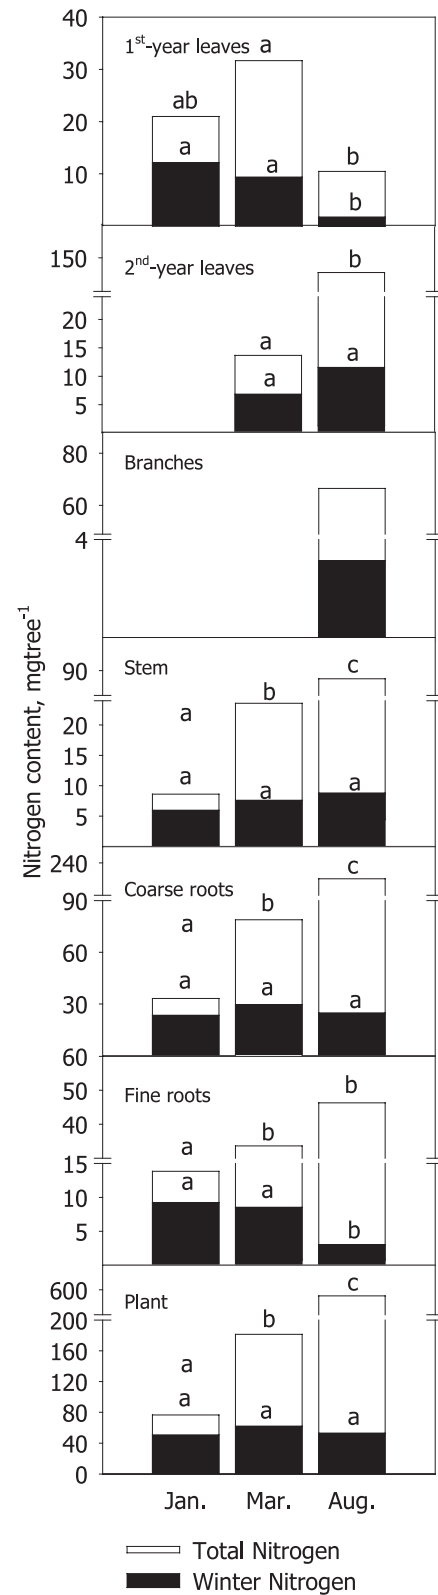 Nitrogen content, mgtree-1
40
1st-year leaves
a
30
ab
20
a
a
b
10
b
150
2nd-year leaves
b
20
a
15
a
10
a
5
80
Branches
60
4
90
Stem
c
a
b
20
15
a
10
a
a
5
240
c
Coarse roots
90
b
a
60
a
a
a
30
60
Fine roots
b
50
b
40
a
15
a
a
10
5
b
600
c
Plant
b
200
160
a
120
a
a
a
80
40
0
Jan.
Mar.
Aug.
Total Nitrogen
Winter Nitrogen